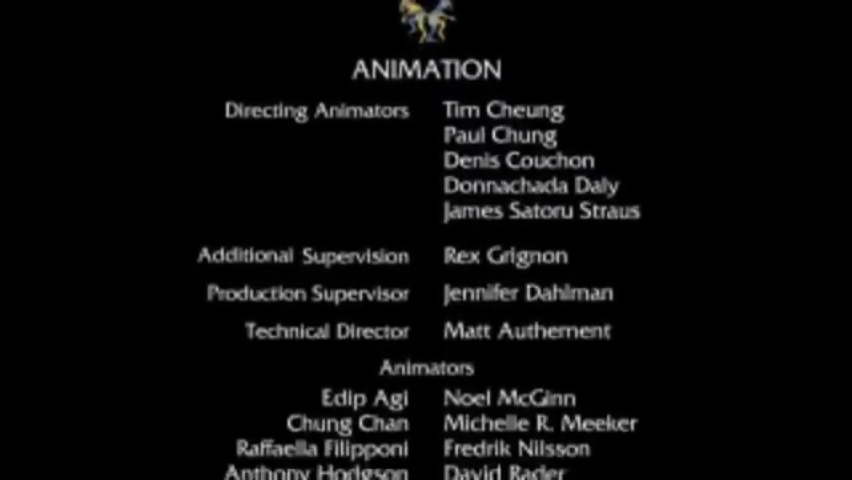 ANIMATION
Directing Animators Tim Cheung
Paul Chung
Denis Couchon
Donnachada Daly
James Satoru Straus
Additional Supervision Rex Grignon
Production Supervisor Jennifer Dahlman
Technical Director Matt Authement
Animators
Edip Agi Noel McGinn
Chung Chan Michelle R. Meeker
Raffaella Filipponi Fredrik Nilsson
Anthony Hodgson David Rader